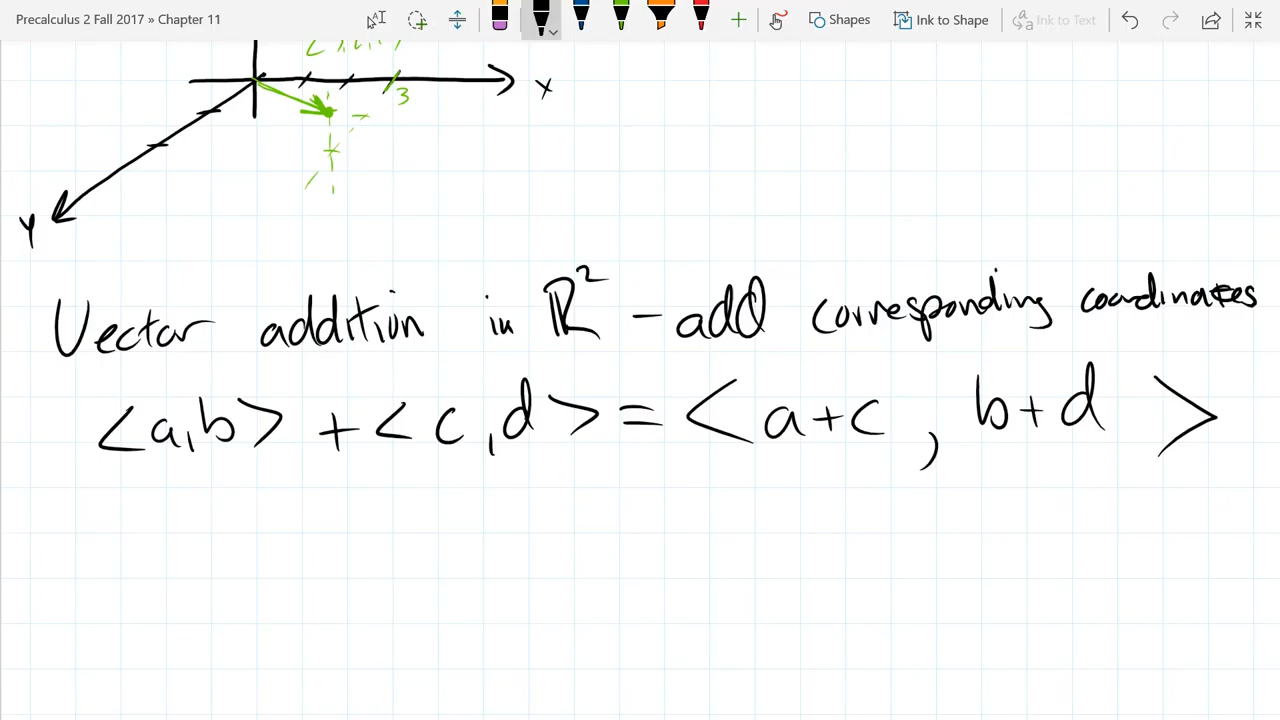 Precalculus 2 Fall 2017 » Chapter 11
Shapes
Ink to Shape
Ink to Text
3
x
y
Vector addition in ℝ² - add corresponding coordinates
<a,b> + <c,d> = <a+c, b+d>